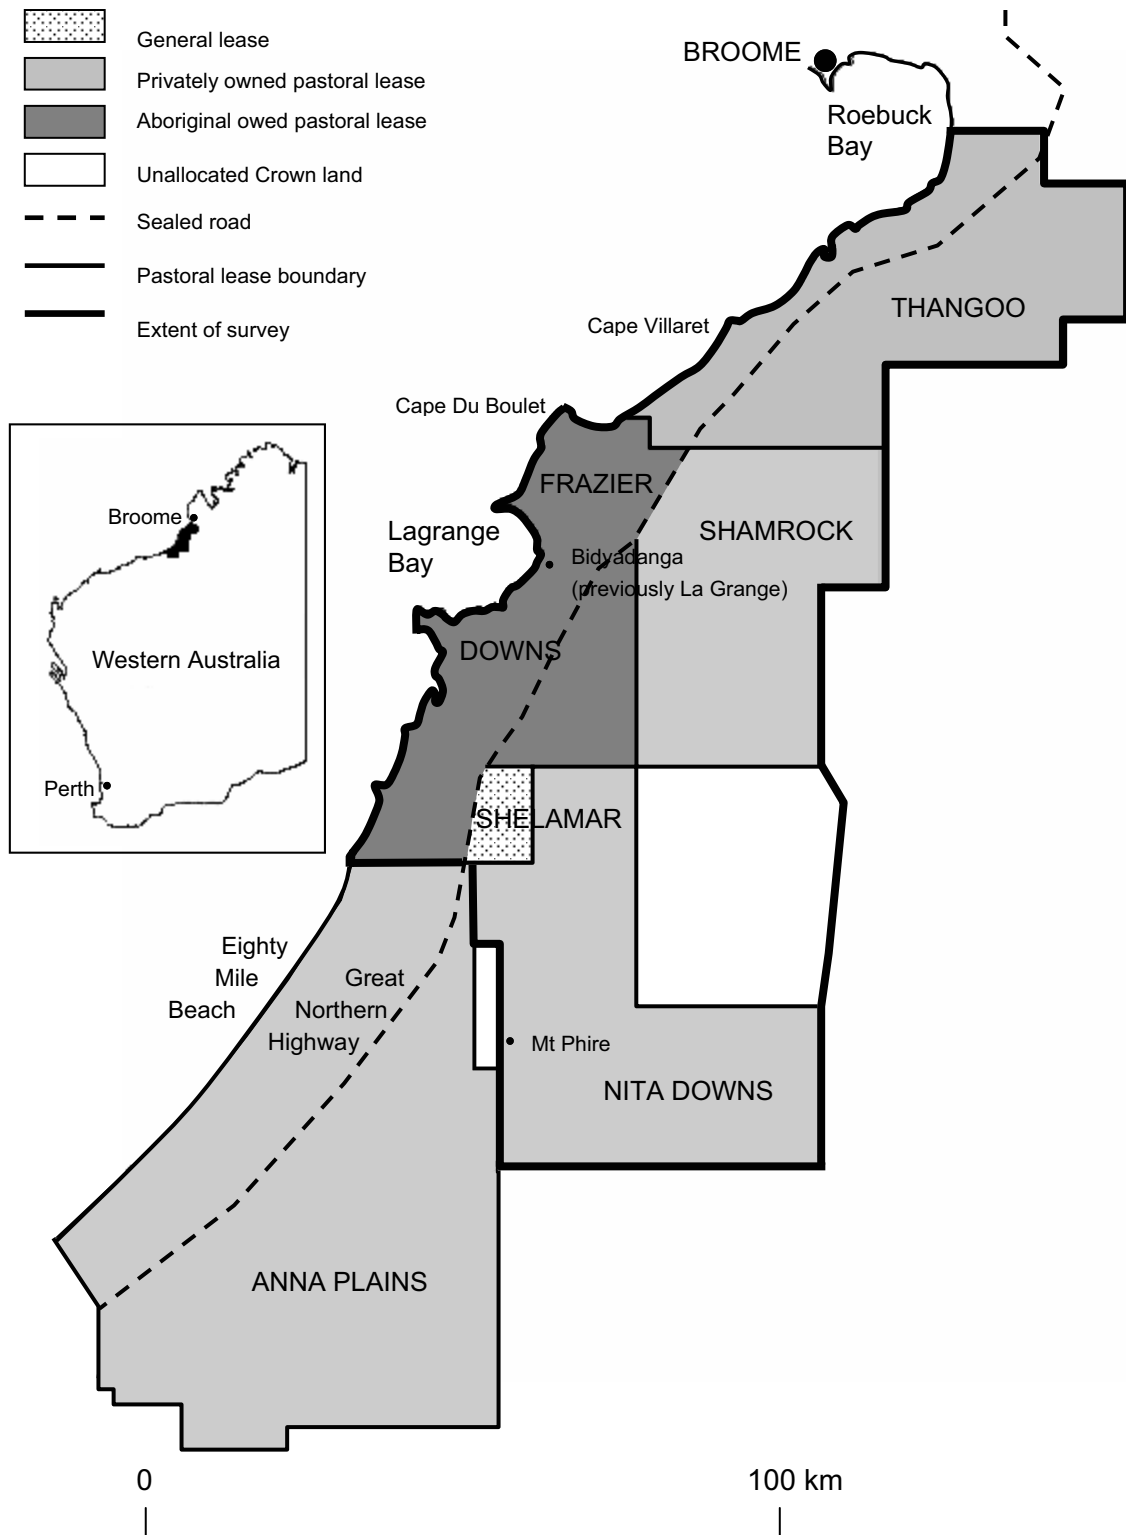 General lease
Privately owned pastoral lease
Aboriginal owed pastoral lease
Unallocated Crown land
Sealed road
Pastoral lease boundary
Extent of survey
BROOME
Roebuck
Bay
THANGOO
Cape Villaret
Cape Du Boulet
FRAZIER
SHAMROCK
Lagrange
Bay
Bidyadanga
(previously La Grange)
DOWNS
Broome
Western Australia
Perth
SHELAMAR
Eighty
Mile
Beach
Great
Northern
Highway
Mt Phire
NITA DOWNS
ANNA PLAINS
0
100 km